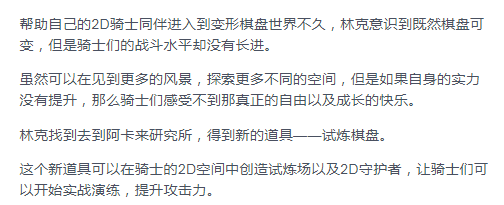 帮助自己的2D骑士同伴进入到变形棋盘世界不久，林克意识到既然棋盘可
变，但是骑士们的战斗水平却没有长进。
虽然可以在见到更多的风景，探索更多不同的空间，但是如果自身的实力
没有提升，那么骑士们感受不到那真正的自由以及成长的快乐。
林克找到去到阿卡来研究所，得到新的道具——试炼棋盘。
这个新道具可以在骑士的2D空间中创造试炼场以及2D守护者，让骑士们可
以开始实战演练，提升攻击力。